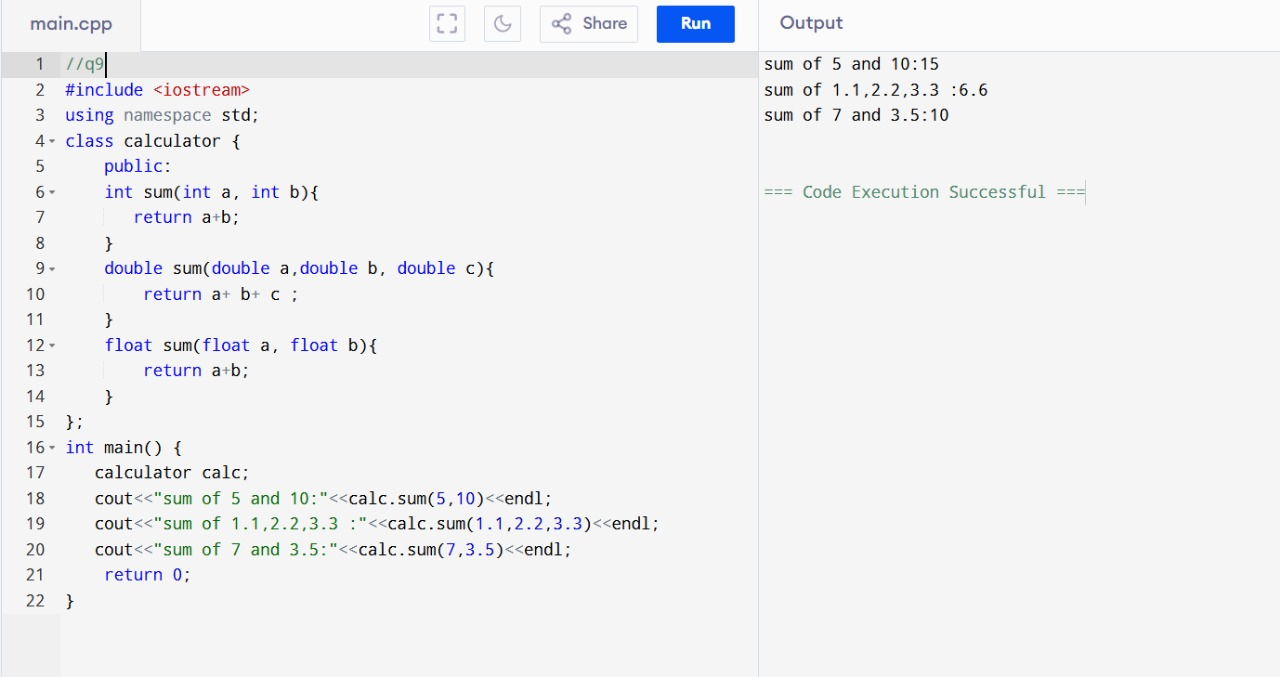 main.cpp
Share
Run
Output
1 //q9
2 #include <iostream>
3 using namespace std;
4 class calculator {
5     public:
6     int sum(int a, int b){
7        return a+b;
8     }
9     double sum(double a,double b, double c){
10         return a+ b+ c ;
11     }
12     float sum(float a, float b){
13         return a+b;
14     }
15 };
16 int main() {
17    calculator calc;
18    cout<<"sum of 5 and 10:"<<calc.sum(5,10)<<endl;
19    cout<<"sum of 1.1,2.2,3.3 :"<<calc.sum(1.1,2.2,3.3)<<endl;
20    cout<<"sum of 7 and 3.5:"<<calc.sum(7,3.5)<<endl;
21     return 0;
22 }
sum of 5 and 10:15
sum of 1.1,2.2,3.3 :6.6
sum of 7 and 3.5:10
=== Code Execution Successful ===